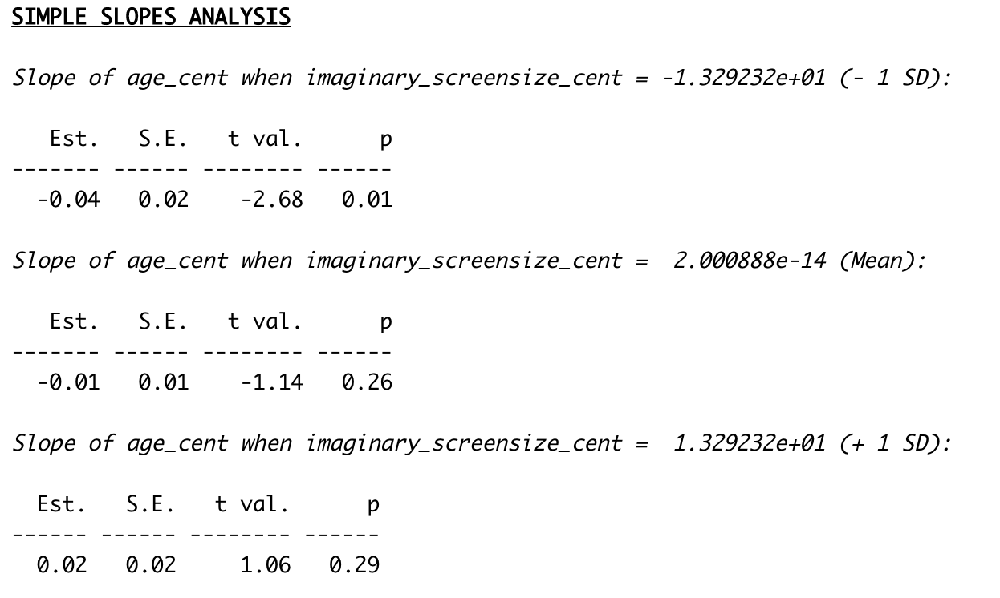 SIMPLE SLOPES ANALYSIS
Slope of age_cent when imaginary_screensize_cent = -1.329232e+01 (- 1 SD):
   Est.   S.E.   t val.      p
------- ------ -------- ------
  -0.04   0.02    -2.68   0.01
Slope of age_cent when imaginary_screensize_cent =  2.000888e-14 (Mean):
   Est.   S.E.   t val.      p
------- ------ -------- ------
  -0.01   0.01    -1.14   0.26
Slope of age_cent when imaginary_screensize_cent =  1.329232e+01 (+ 1 SD):
  Est.   S.E.   t val.      p
------ ------ -------- ------
  0.02   0.02     1.06   0.29